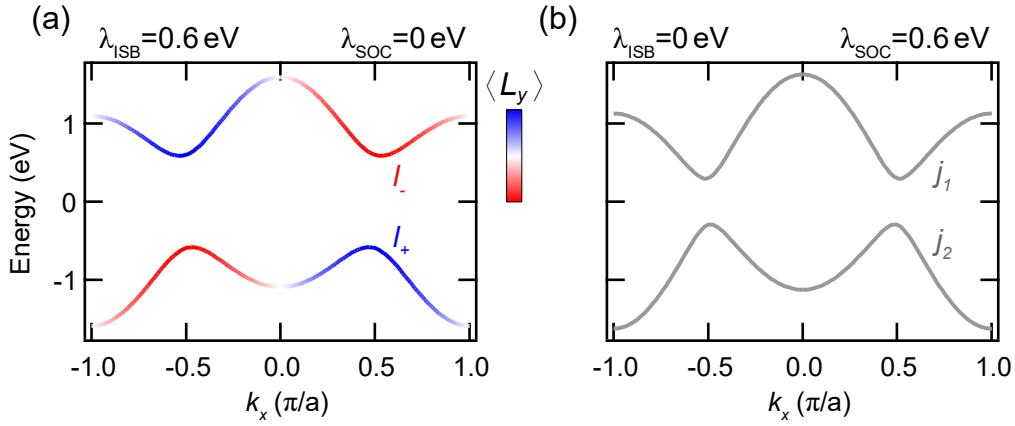 (a)
λISB=0.6 eV λSOC=0 eV
⟨Ly⟩
Energy (eV)
1
0
-1
l-
l+
-1.0 -0.5 0.0 0.5 1.0
kx (π/a)
(b)
λISB=0 eV λSOC=0.6 eV
j1
j2
-1.0 -0.5 0.0 0.5 1.0
kx (π/a)